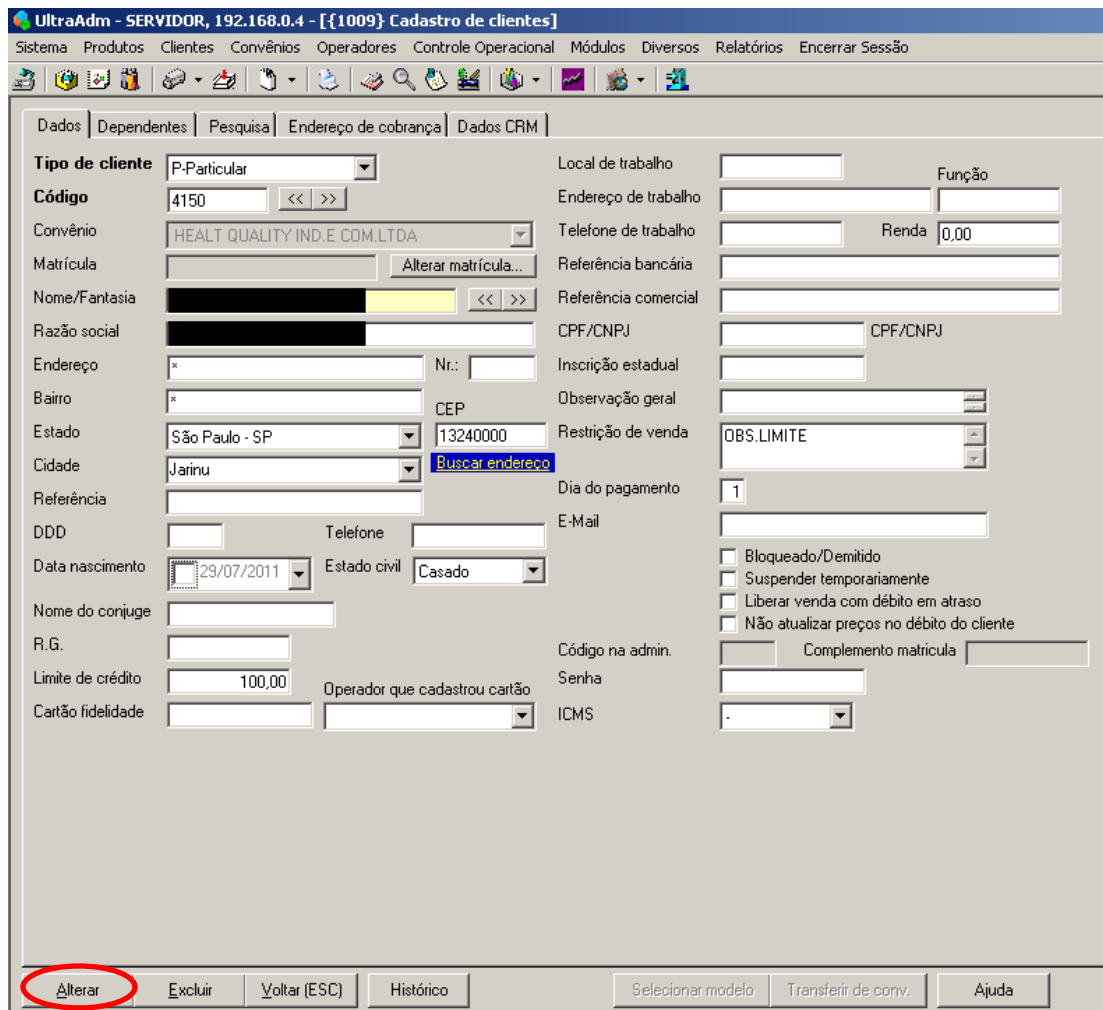 UltraAdm - SERVIDOR, 192.168.0.4 - [{1009} Cadastro de clientes]
Sistema Produtos Clientes Convênios Operadores Controle Operacional Módulos Diversos Relatórios Encerrar Sessão
Dados Dependentes Pesquisa Endereço de cobrança Dados CRM
Tipo de cliente P-Particular
Código 4150 << >>
Convênio HEALT QUALITY IND.E COM.LTDA
Matrícula Alterar matrícula...
Nome/Fantasia << >>
Razão social
Endereço * Nr.:
Bairro *
CEP
Estado São Paulo - SP 13240000
Cidade Jarinu Buscar endereço
Referência
DDD Telefone
Data nascimento 29/07/2011 Estado civil Casado
Nome do conjuge
R.G.
Limite de crédito 100,00 Operador que cadastrou cartão
Cartão fidelidade
Local de trabalho
Função
Endereço de trabalho
Telefone de trabalho Renda 0,00
Referência bancária
Referência comercial
CPF/CNPJ CPF/CNPJ
Inscrição estadual
Observação geral
Restrição de venda OBS.LIMITE
Dia do pagamento 1
E-Mail
Bloqueado/Demitido
Suspender temporariamente
Liberar venda com débito em atraso
Não atualizar preços no débito do cliente
Código na admin. Complemento matricula
Senha
ICMS .
Alterar Excluir Voltar (ESC) Histórico Selecionar modelo Transferir de conv. Ajuda